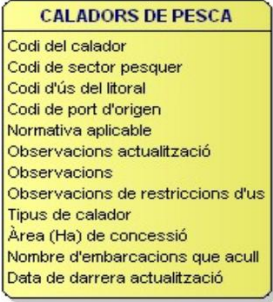 CALADORS DE PESCA
Codi del calador
Codi de sector pesquer
Codi d'ús del litoral
Codi de port d'origen
Normativa aplicable
Observacions actualització
Observacions
Observacions de restriccions d'us
Tipus de calador
Àrea (Ha) de concessió
Nombre d'embarcacions que acull
Data de darrera actualització